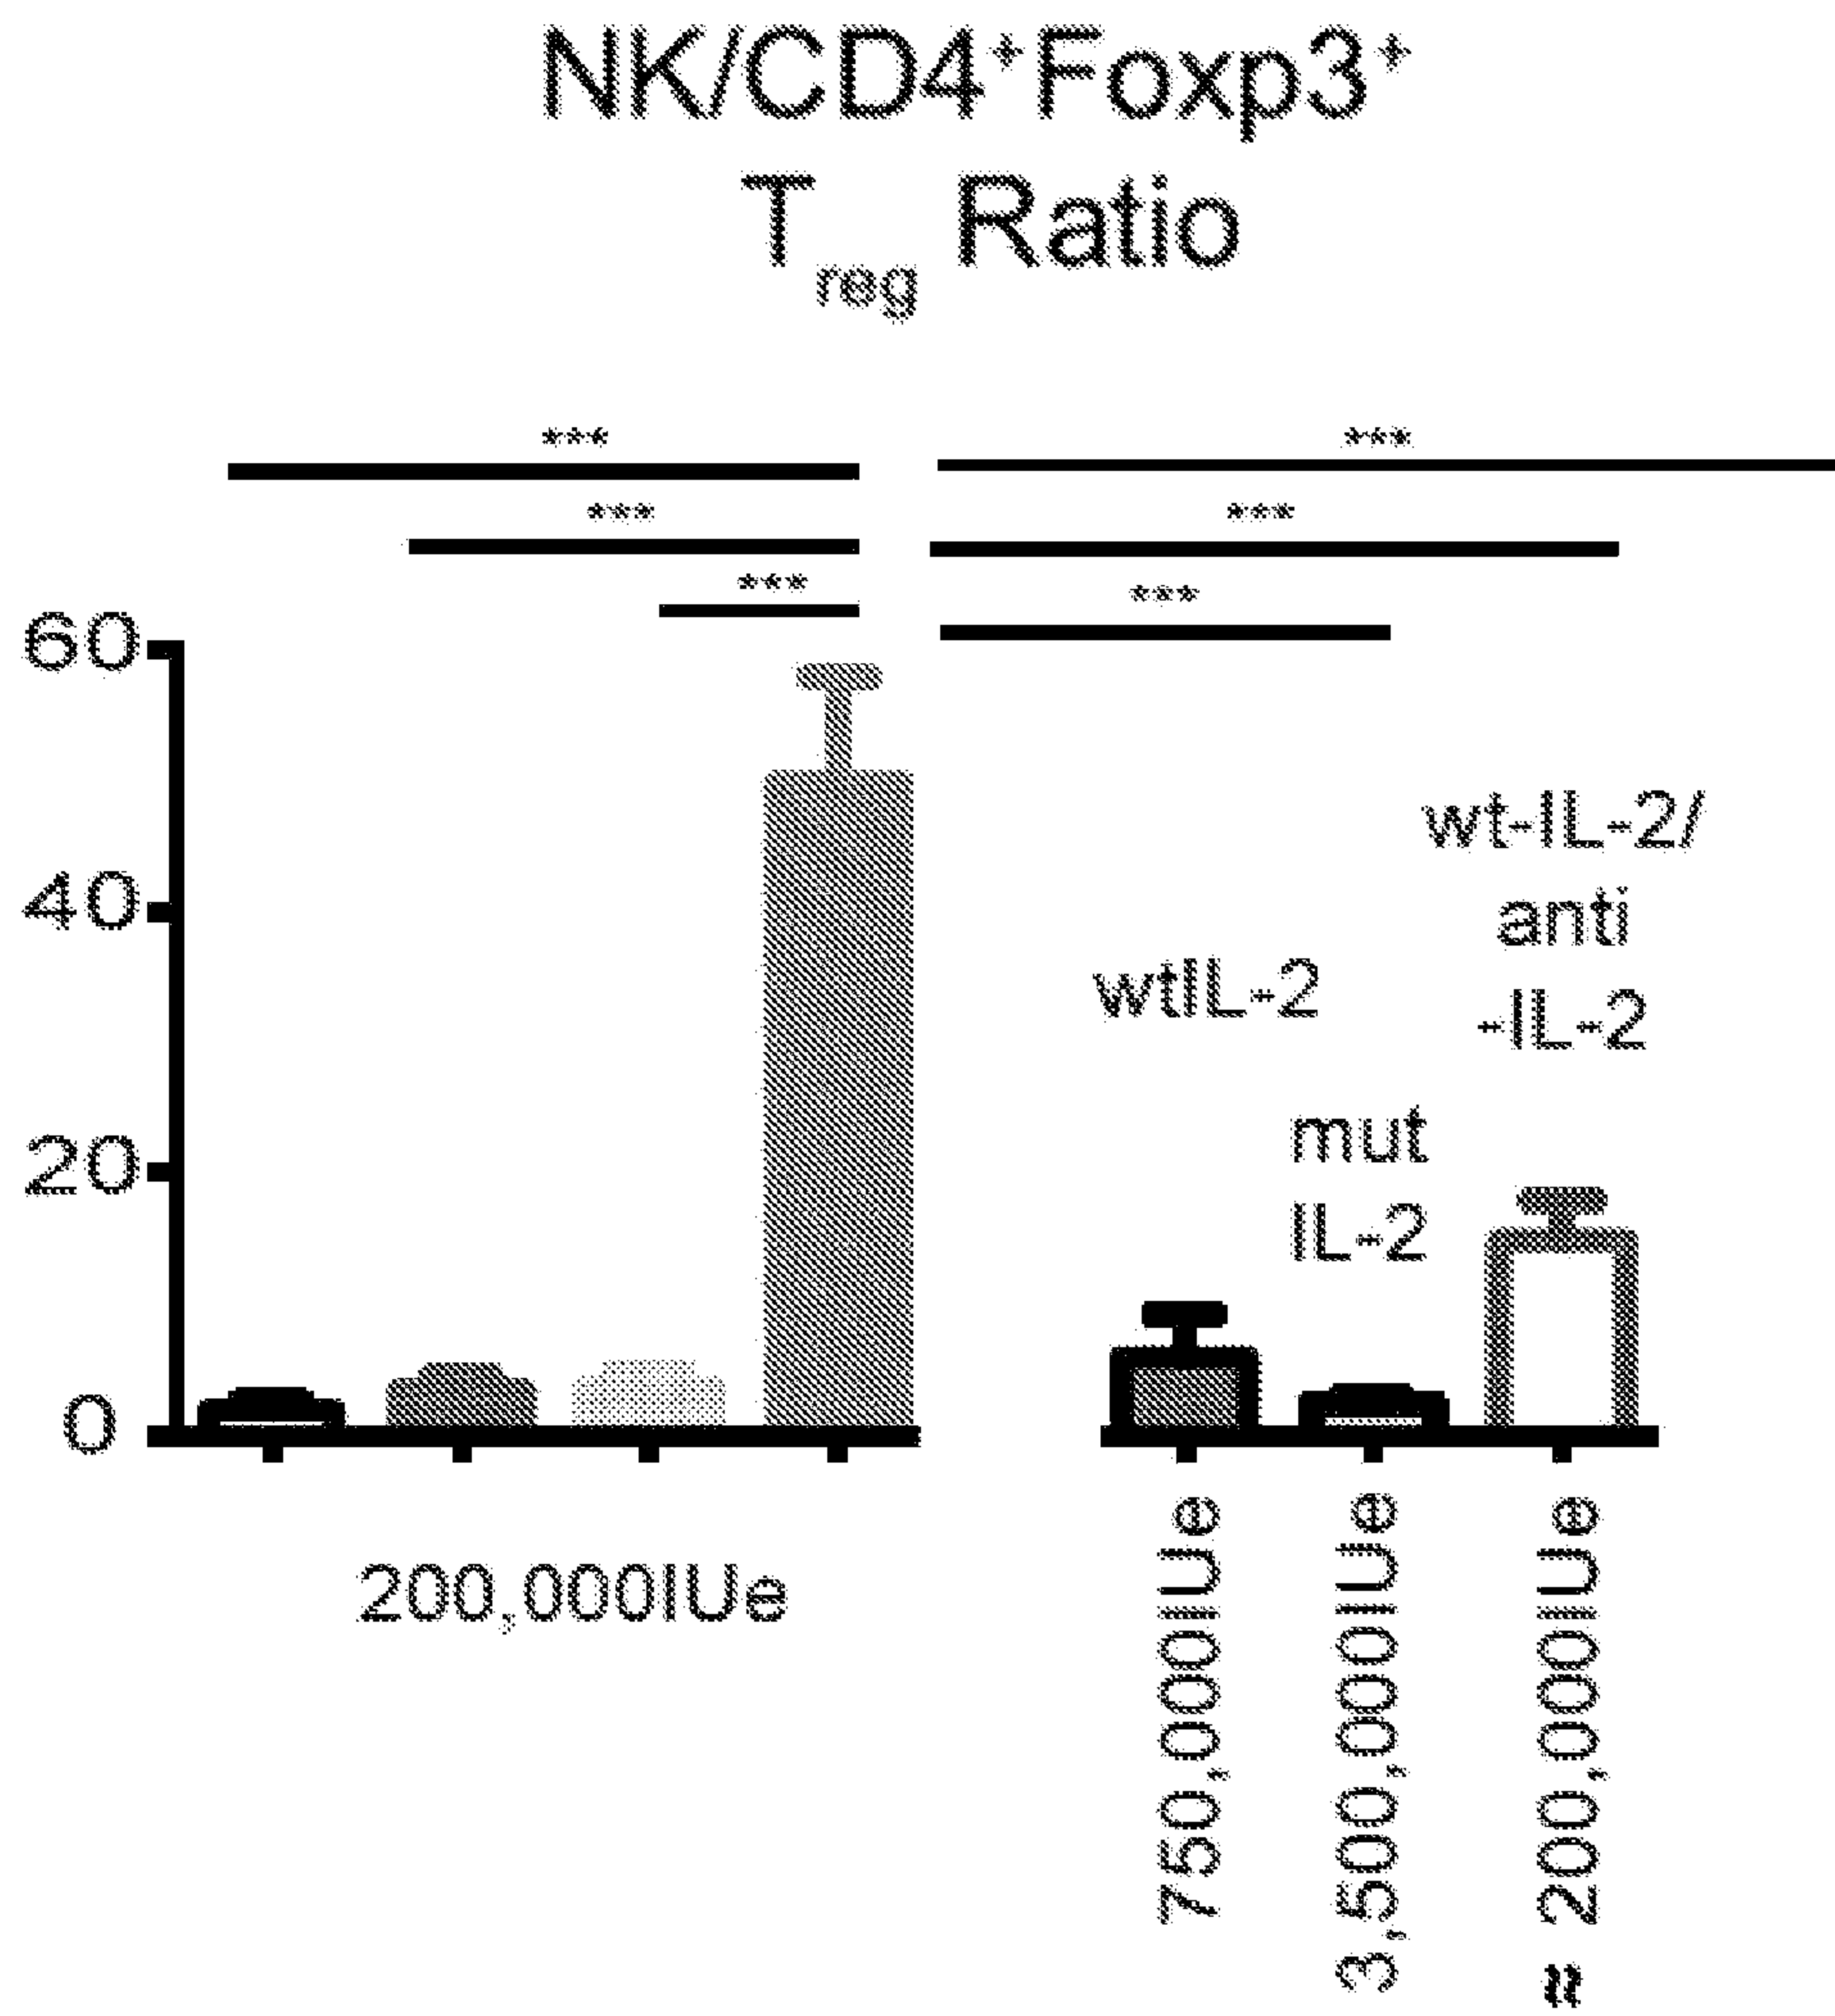 NK/CD4⁺Foxp3⁺
Treg Ratio
***
***
***
***
***
***
60
40
20
0
wtIL-2
mut
IL-2
wt-IL-2/
anti
-IL-2
200,000IUe
750,000IUe
3,500,000IUe
≈ 200,000IUe